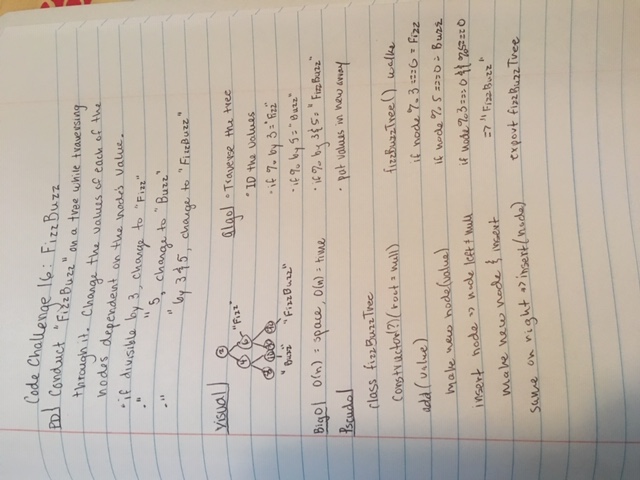 Code Challenge 16: FizzBuzz
PD| Conduct "FizzBuzz" on a tree while traversing
through it. Change the values of each of the
nodes dependent on the node's value.
• if divisible by 3, change to "Fizz"
• " "5, change to "Buzz"
• " "by 3 & 5, change to "FizzBuzz"
Visual|
2
4 6 "Fizz"
"Buzz" "FizzBuzz"
algo| • Traverse the tree
• ID the values
• if % by 3 = "Fizz"
• if % by 5 = "Buzz"
• if % by 3 & 5 = "FizzBuzz"
• put values in new array
BigO| O(n) = space, O(n) = time
Pseudo|
class fizzBuzzTree
constructor(?)(root = null)
add(value)
make new node(value)
insert node => node left + null
make new node & insert
same on right => insert(node)
fizzBuzzTree() walke
if node % 3 === 0 = Fizz
if node % 5 === 0 = Buzz
if node % 3 === 0 && % 5 === 0
=> "FizzBuzz"
export fizzBuzzTree